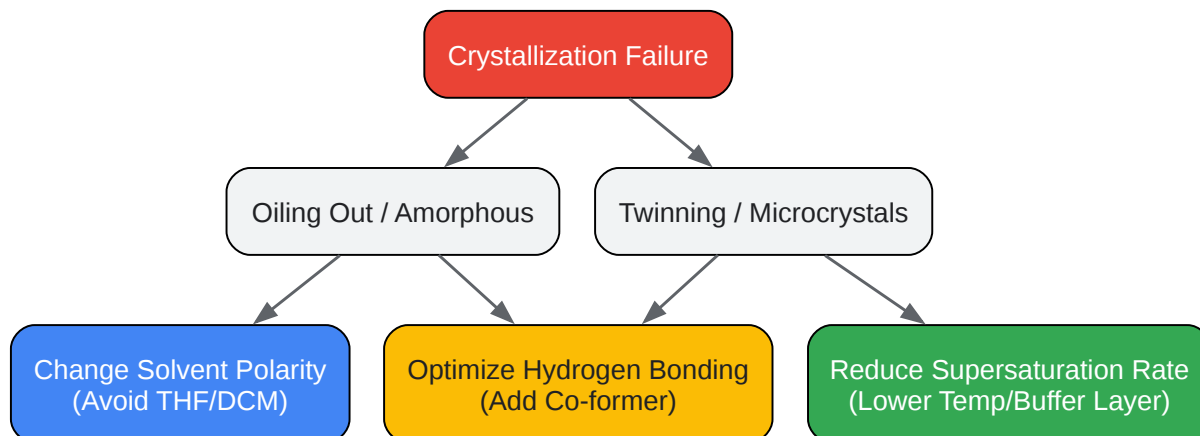 Crystallization Failure
Oiling Out / Amorphous
Twinning / Microcrystals
Change Solvent Polarity
(Avoid THF/DCM)
Optimize Hydrogen Bonding
(Add Co-former)
Reduce Supersaturation Rate
(Lower Temp/Buffer Layer)